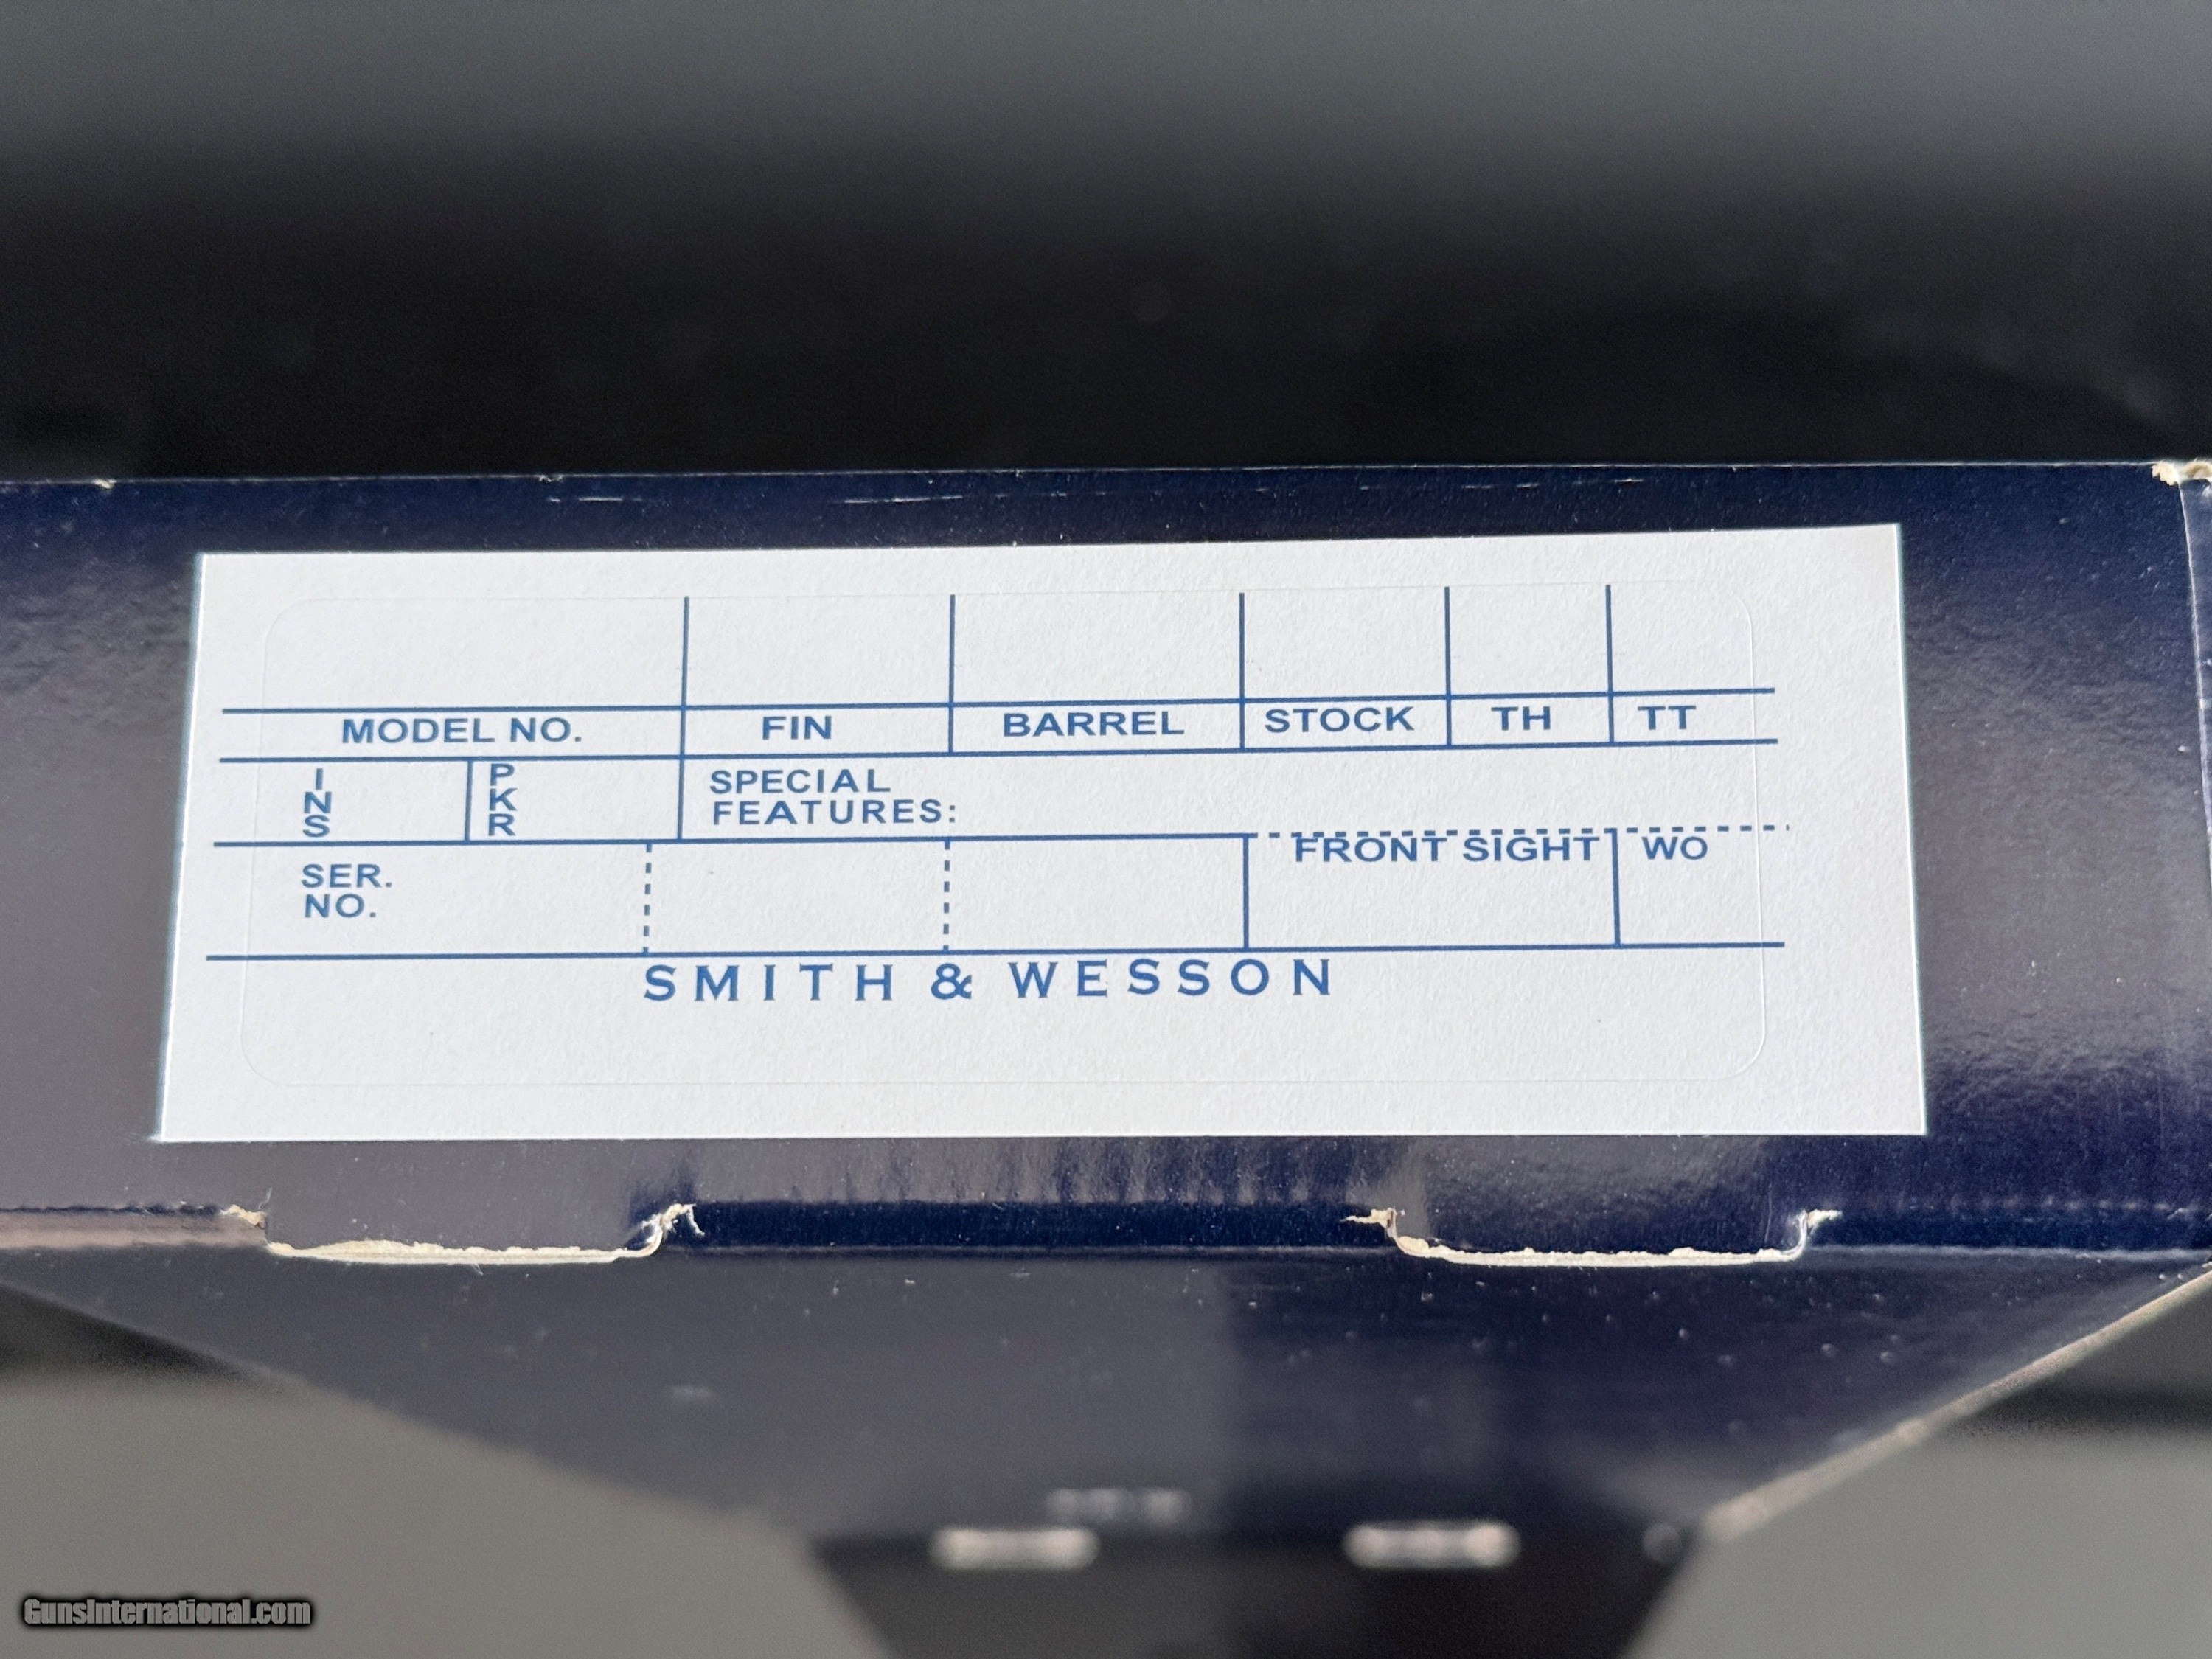 MODEL NO. FIN BARREL STOCK TH TT
INS PKR SPECIAL
FEATURES:
SER.
NO.
FRONT SIGHT WO
SMITH & WESSON
GunsInternational.com